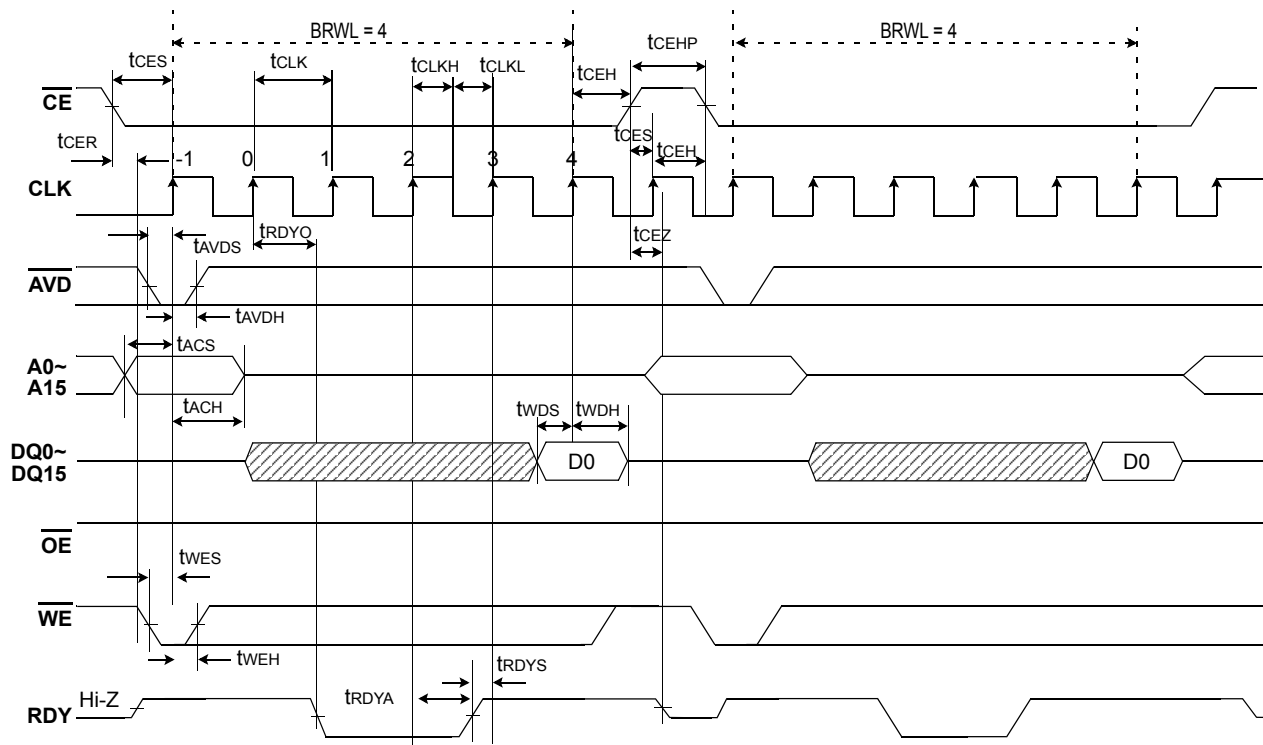 BRWL = 4 BRWL = 4
tCES tCLK tCLKH tCLKL tCEH tCEHP
CE
tCER tCES tCEH
-1 0 1 2 3 4
CLK
tAVDS tRDYO tCEZ
AVD
tAVDH
tACS
A0~
A15
tACH tWDS tWDH
DQ0~
DQ15
D0 D0
OE
tWES
WE
tWEH
tRDYS
Hi-Z tRDYA
RDY